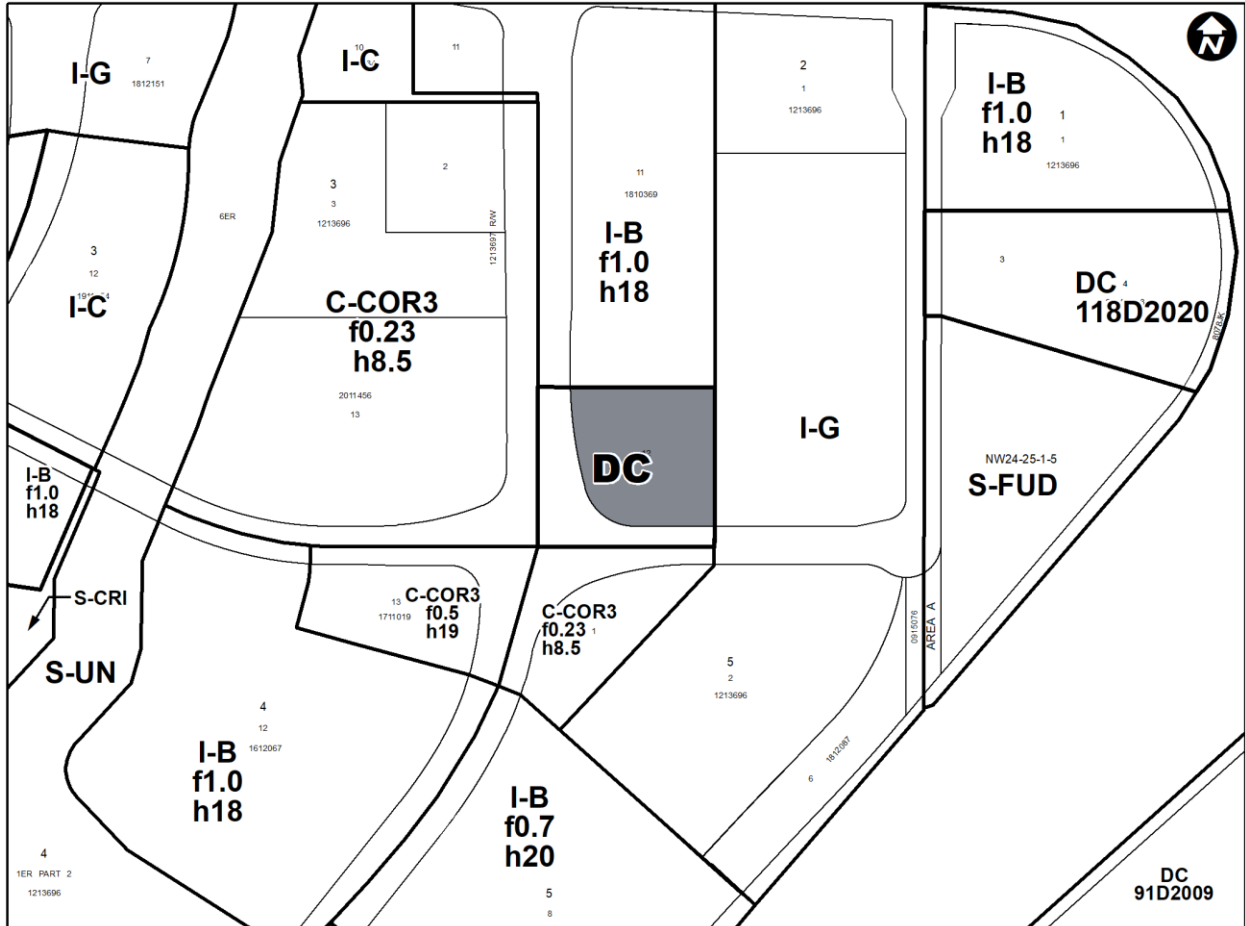 N
I-G
7
1812151
10
I-C
11
2
1
1213696
I-B
f1.0
h18
1
1
1213696
3
3
1213696
2
11
1810369
I-B
f1.0
h18
6ER
1213697 R/W
3
12
I-C
3
DC
4
118D2020
C-COR3
f0.23
h8.5
2011456
13
I-G
DC
NW24-25-1-5
S-FUD
I-B
f1.0
h18
S-CRI
S-UN
13
1711019
C-COR3
f0.5
h19
C-COR3
f0.23
h8.5
1
0915076
AREA A
5
2
1213696
4
12
1612067
I-B
f1.0
h18
1812087
6
I-B
f0.7
h20
5
8
4
1ER PART 2
1213696
DC
91D2009